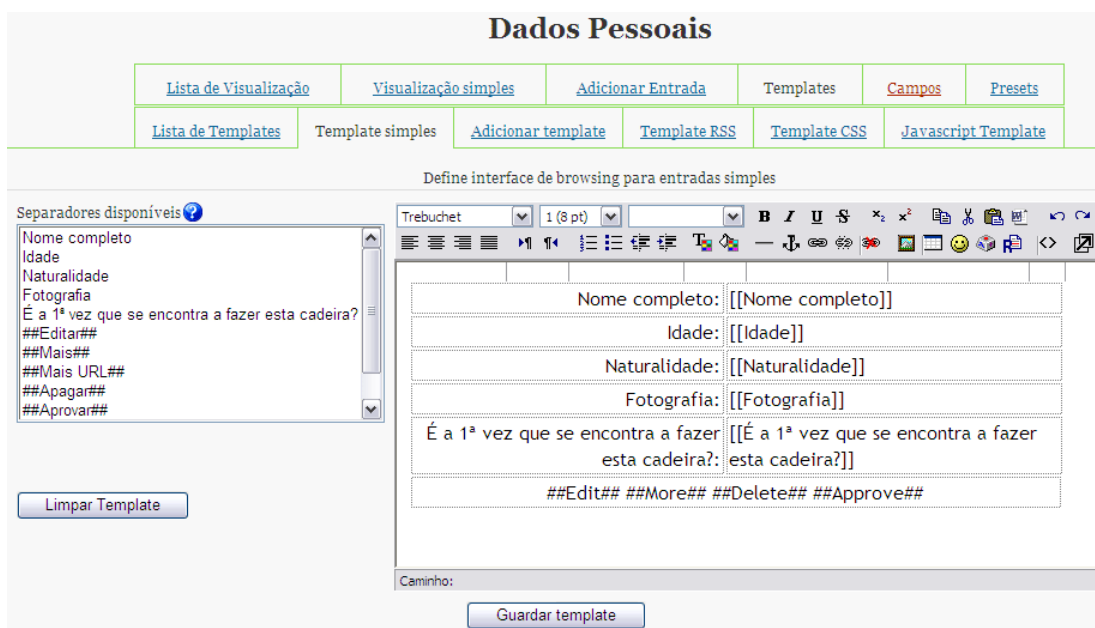 Dados Pessoais
Lista de Visualização Visualização simples Adicionar Entrada Templates Campos Presets
Lista de Templates Template simples Adicionar template Template RSS Template CSS Javascript Template
Define interface de browsing para entradas simples
Separadores disponíveis
Nome completo
Idade
Naturalidade
Fotografia
É a 1ª vez que se encontra a fazer esta cadeira?
##Editar##
##Mais##
##Mais URL##
##Apagar##
##Aprovar##
Limpar Template
Trebuchet 1 (8 pt) B I U S x₂ x²
Nome completo: [[Nome completo]]
Idade: [[Idade]]
Naturalidade: [[Naturalidade]]
Fotografia: [[Fotografia]]
É a 1ª vez que se encontra a fazer [[É a 1ª vez que se encontra a fazer
esta cadeira?: esta cadeira?]]
##Edit## ##More## ##Delete## ##Approve##
Caminho:
Guardar template